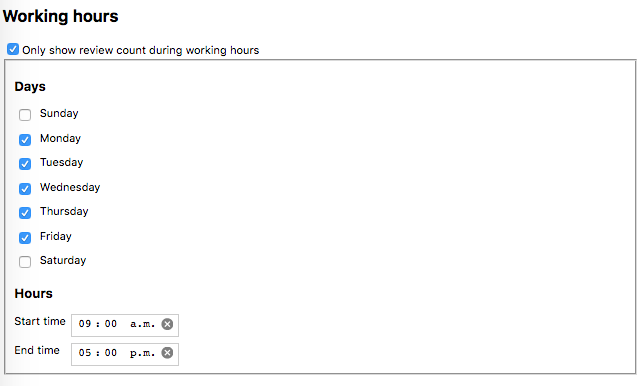 Working hours
Only show review count during working hours
Days
Sunday
Monday
Tuesday
Wednesday
Thursday
Friday
Saturday
Hours
Start time 09 : 00 a.m.
End time 05 : 00 p.m.